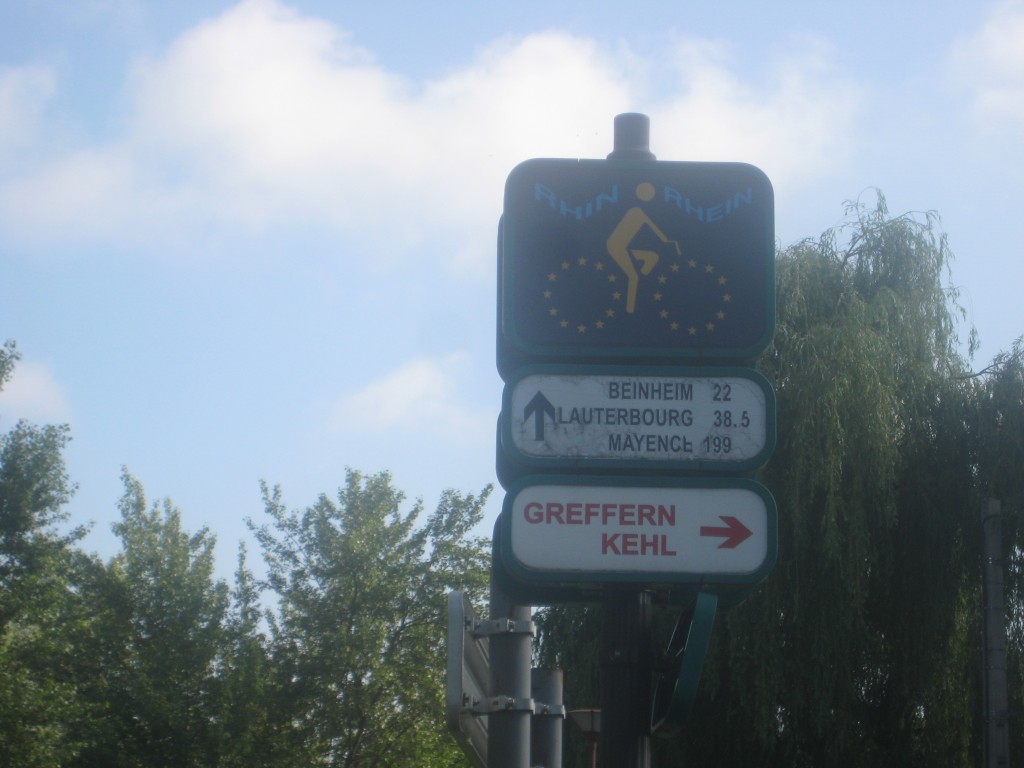 RHIN RHEIN
BEINHEIM 22
LAUTERBOURG 38.5
MAYENCE 199
GREFFERN
KEHL